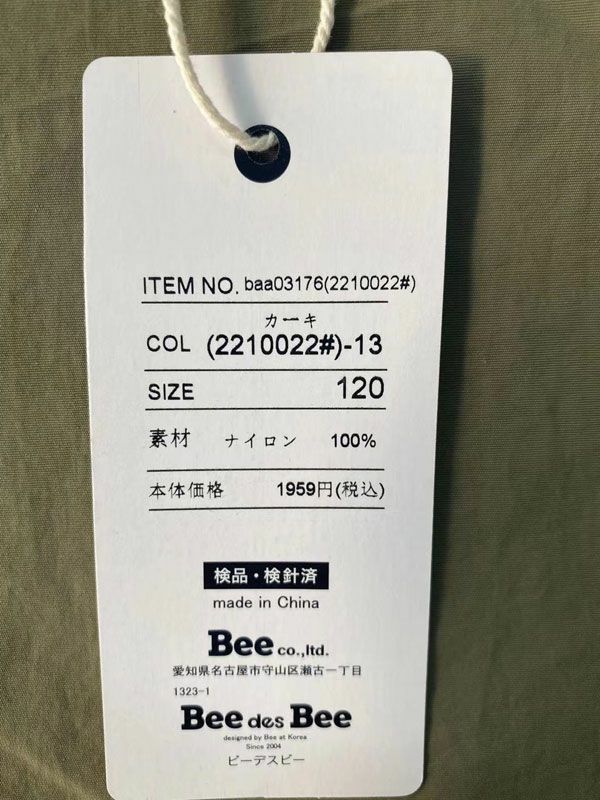 ITEM NO. baa03176(2210022#)
カーキ
COL (2210022#)-13
SIZE 120
素材 ナイロン 100%
本体価格 1959円(税込)
検品・検針済
made in China
Bee co.,ltd.
愛知県名古屋市守山区瀬古一丁目
1323-1
Bee des Bee
designed by Bee at Korea
Since 2004
ビーデスビー